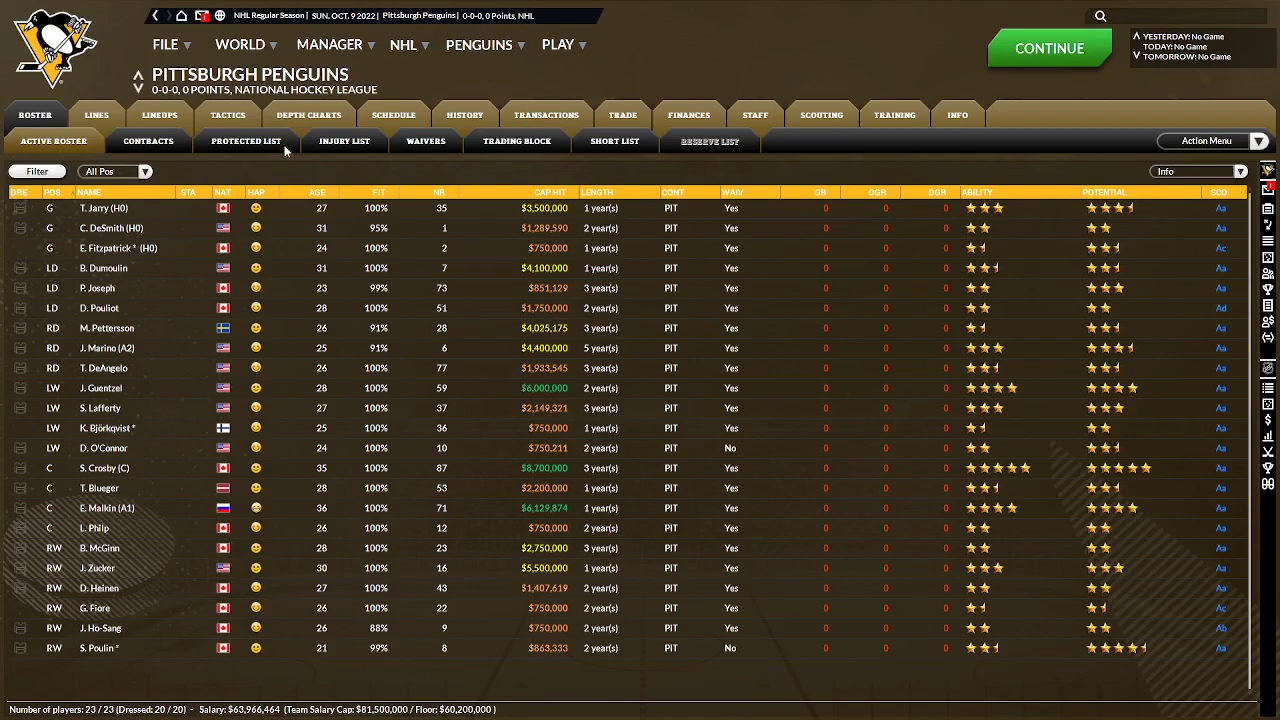 NHL Regular Season | SUN. OCT. 9 2022 | Pittsburgh Penguins | 0-0-0, 0 Points, NHL
FILE WORLD MANAGER NHL PENGUINS PLAY
CONTINUE
YESTERDAY: No Game
TODAY: No Game
TOMORROW: No Game
PITTSBURGH PENGUINS
0-0-0, 0 POINTS, NATIONAL HOCKEY LEAGUE
ROSTER LINES LINEUPS TACTICS DEPTH CHARTS SCHEDULE HISTORY TRANSACTIONS TRADE FINANCES STAFF SCOUTING TRAINING INFO
ACTIVE ROSTER CONTRACTS PROTECTED LIST INJURY LIST WAIVERS TRADING BLOCK SHORT LIST RESERVE LIST Action Menu
Filter All Pos Info
DRE POS NAME STA NAT HAP AGE FIT NR CAP HIT LENGTH CONT WAIV GR OGR DGR ABILITY POTENTIAL SCO
G T. Jarry (H0) 27 100% 35 $3,500,000 1 year(s) PIT Yes 0 0 0 Aa
G C. DeSmith (H0) 31 95% 1 $1,289,590 2 year(s) PIT Yes 0 0 0 Aa
G E. Fitzpatrick * (H0) 24 100% 2 $750,000 1 year(s) PIT Yes 0 0 0 Ac
LD B. Dumoulin 31 100% 7 $4,100,000 1 year(s) PIT Yes 0 0 0 Aa
LD P. Joseph 23 99% 73 $851,129 3 year(s) PIT Yes 0 0 0 Aa
LD D. Pouliot 28 100% 51 $1,750,000 2 year(s) PIT Yes 0 0 0 Ad
RD M. Pettersson 26 91% 28 $4,025,175 3 year(s) PIT Yes 0 0 0 Aa
RD J. Marino (A2) 25 91% 6 $4,400,000 5 year(s) PIT Yes 0 0 0 Aa
RD T. DeAngelo 26 100% 77 $1,933,545 3 year(s) PIT Yes 0 0 0 Aa
LW J. Guentzel 28 100% 59 $6,000,000 2 year(s) PIT Yes 0 0 0 Aa
LW S. Lafferty 27 100% 37 $2,149,321 3 year(s) PIT Yes 0 0 0 Aa
LW K. Björkqvist * 25 100% 36 $750,000 1 year(s) PIT Yes 0 0 0 Aa
LW D. O'Connor 24 100% 10 $750,211 2 year(s) PIT No 0 0 0 Aa
C S. Crosby (C) 35 100% 87 $8,700,000 3 year(s) PIT Yes 0 0 0 Aa
C T. Blueger 28 100% 53 $2,200,000 1 year(s) PIT Yes 0 0 0 Aa
C E. Malkin (A1) 36 100% 71 $6,129,874 1 year(s) PIT Yes 0 0 0 Aa
C L. Philp 26 100% 12 $750,000 1 year(s) PIT Yes 0 0 0 Aa
RW B. McGinn 28 100% 23 $2,750,000 3 year(s) PIT Yes 0 0 0 Aa
RW J. Zucker 30 100% 16 $5,500,000 1 year(s) PIT Yes 0 0 0 Aa
RW D. Heinen 27 100% 43 $1,407,619 2 year(s) PIT Yes 0 0 0 Aa
RW G. Fiore 26 100% 22 $750,000 2 year(s) PIT Yes 0 0 0 Ac
RW J. Ho-Sang 26 88% 9 $750,000 2 year(s) PIT Yes 0 0 0 Ab
RW S. Poulin * 21 99% 8 $863,333 2 year(s) PIT No 0 0 0 Aa
Number of players: 23 / 23 (Dressed: 20 / 20) - Salary: $63,966,464 (Team Salary Cap: $81,500,000 / Floor: $60,200,000 )